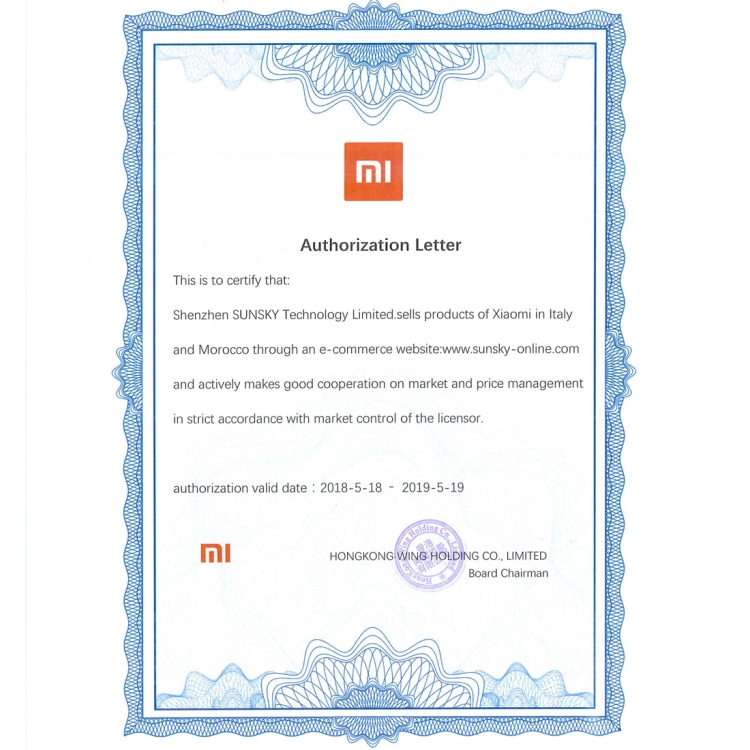 mi
Authorization Letter
This is to certify that:
Shenzhen SUNSKY Technology Limited.sells products of Xiaomi in Italy
and Morocco through an e-commerce website:www.sunsky-online.com
and actively makes good cooperation on market and price management
in strict accordance with market control of the licensor.
authorization valid date：2018-5-18 - 2019-5-19
mi
HONGKONG WING HOLDING CO., LIMITED
Board Chairman